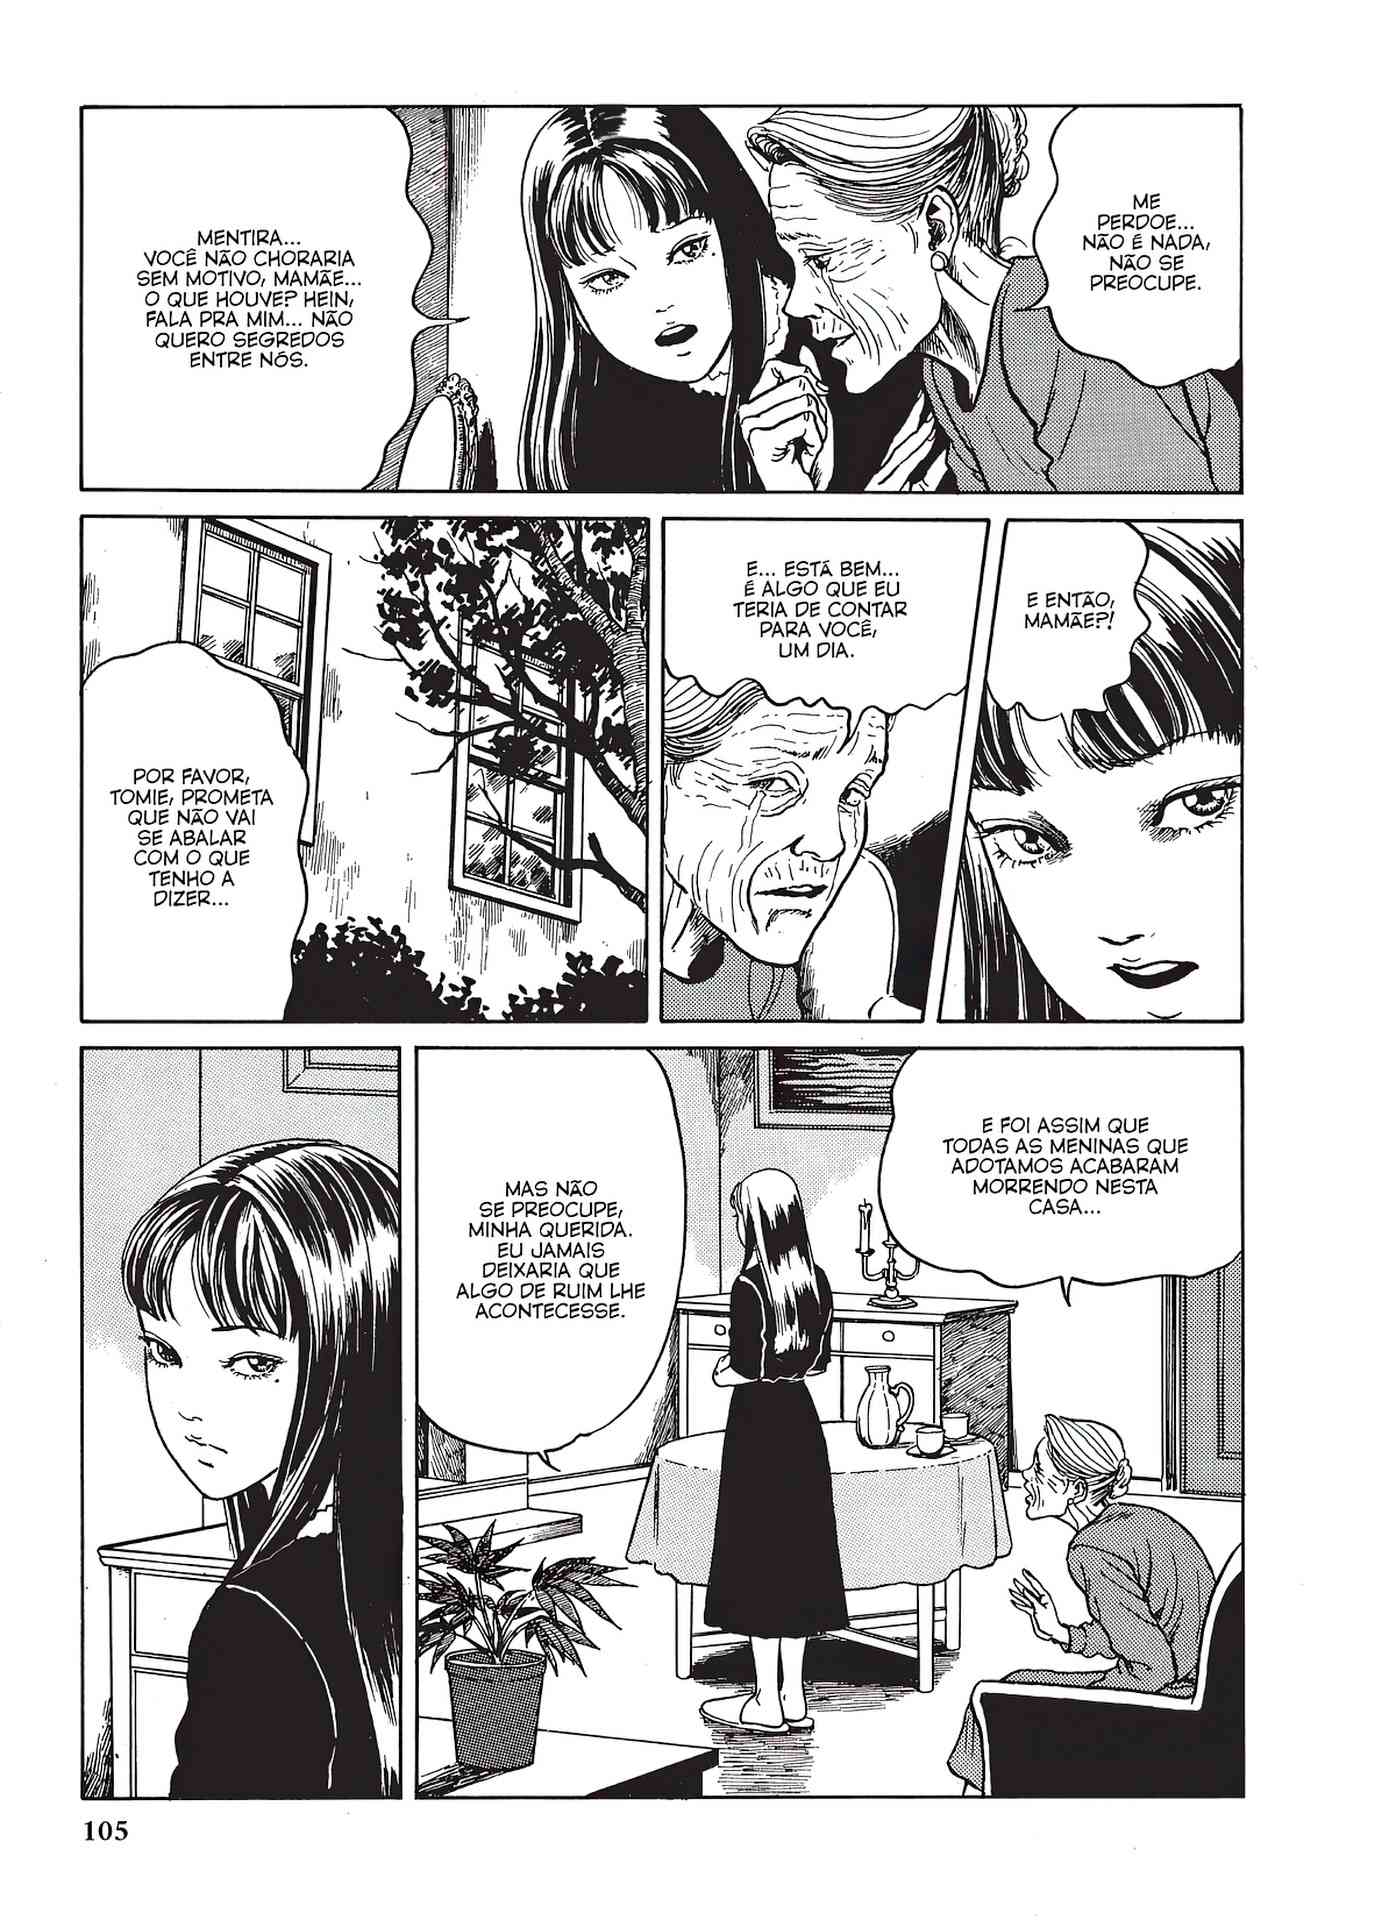 ME
PERDOE...
NÃO É NADA,
NÃO SE
PREOCUPE.
MENTIRA...
VOCÊ NÃO CHORARIA
SEM MOTIVO, MAMÃE...
O QUE HOUVE? HEIN,
FALA PRA MIM... NÃO
QUERO SEGREDOS
ENTRE NÓS.
E ENTÃO,
MAMÃE?!
E... ESTÁ BEM...
É ALGO QUE EU
TERIA DE CONTAR
PARA VOCÊ,
UM DIA.
POR FAVOR,
TOMIE, PROMETA
QUE NÃO VAI
SE ABALAR
COM O QUE
TENHO A
DIZER...
E FOI ASSIM QUE
TODAS AS MENINAS QUE
ADOTAMOS ACABARAM
MORRENDO NESTA
CASA...
MAS NÃO
SE PREOCUPE,
MINHA QUERIDA.
EU JAMAIS
DEIXARIA QUE
ALGO DE RUIM LHE
ACONTECESSE.
105